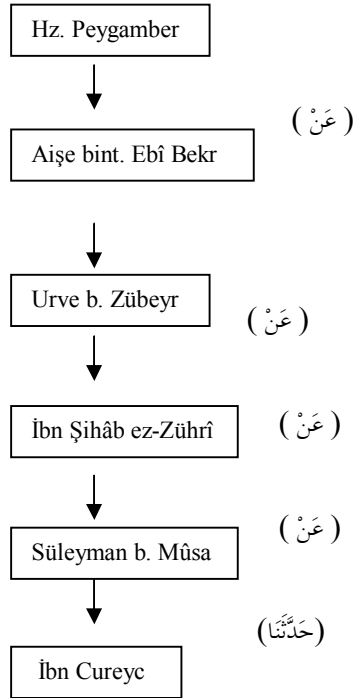 Hz. Peygamber
( عَنْ )
Aişe bint. Ebî Bekr
Urve b. Zübeyr
( عَنْ )
İbn Şihâb ez-Zührî
( عَنْ )
( عَنْ )
Süleyman b. Mûsa
(حَدَّثَنَا)
İbn Cureyc